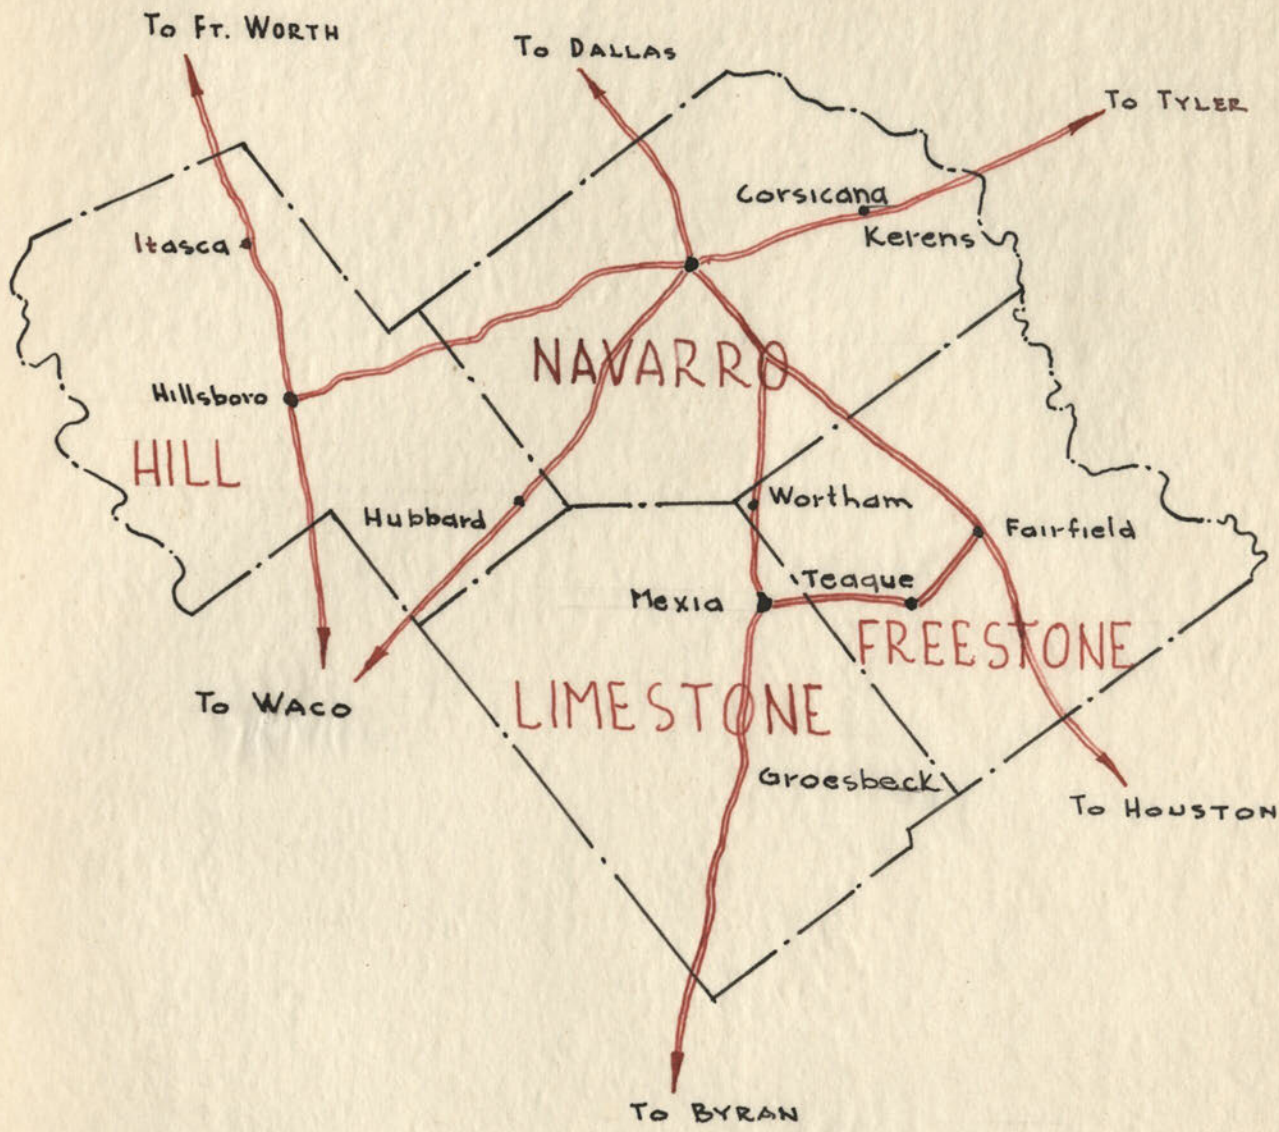 To FT. WORTH
To DALLAS
To TYLER
Corsicana
Kerens
Itasca
NAVARRO
Hillsboro
HILL
Hubbard
Wortham
Fairfield
Teaque
Mexia
FREESTONE
LIMESTONE
To WACO
Groesbeck
To HOUSTON
To BYRAN